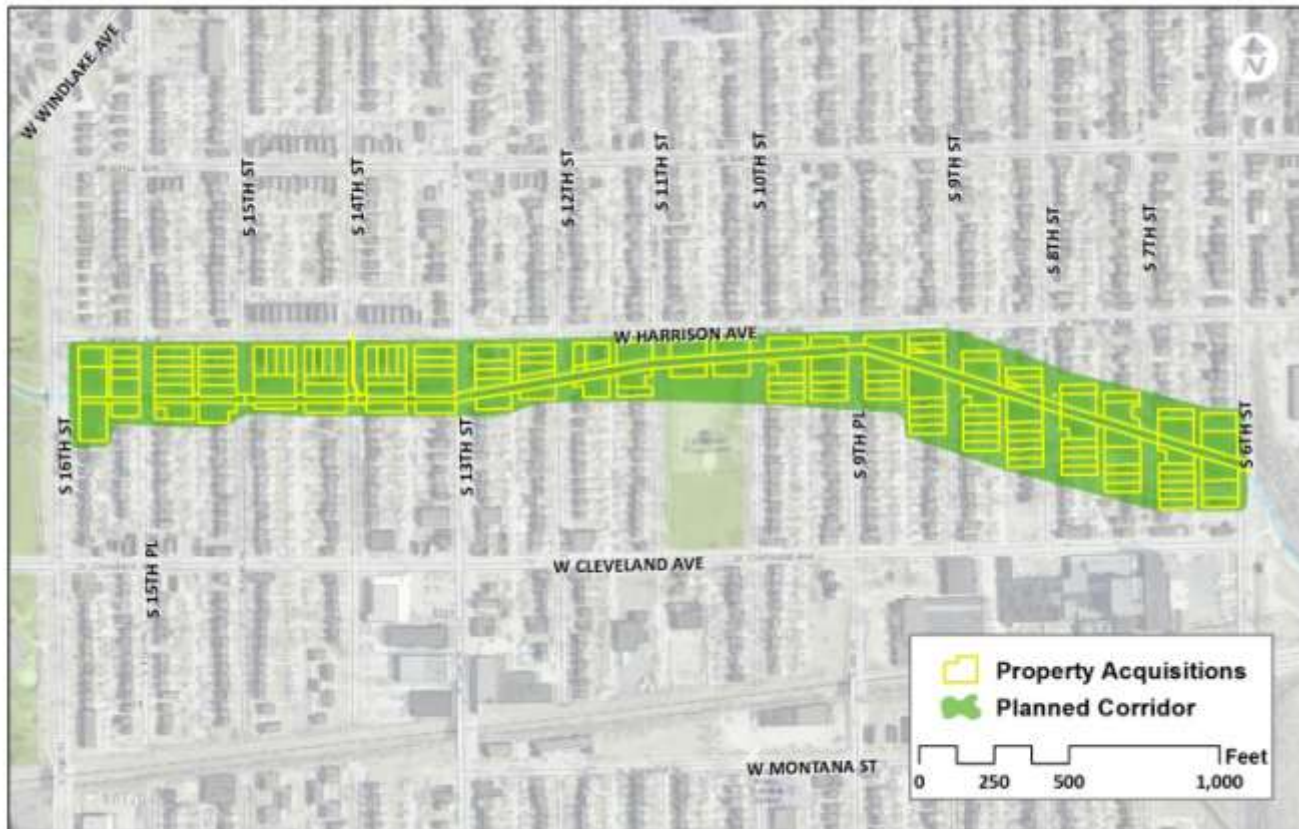 W WINDLAKE AVE
N
S 15TH ST
S 14TH ST
S 12TH ST
S 11TH ST
S 10TH ST
S 9TH ST
S 8TH ST
S 7TH ST
W HARRISON AVE
S 16TH ST
S 13TH ST
S 9TH PL
S 6TH ST
S 15TH PL
W CLEVELAND AVE
W MONTANA ST
Property Acquisitions
Planned Corridor
Feet
0 250 500 1,000